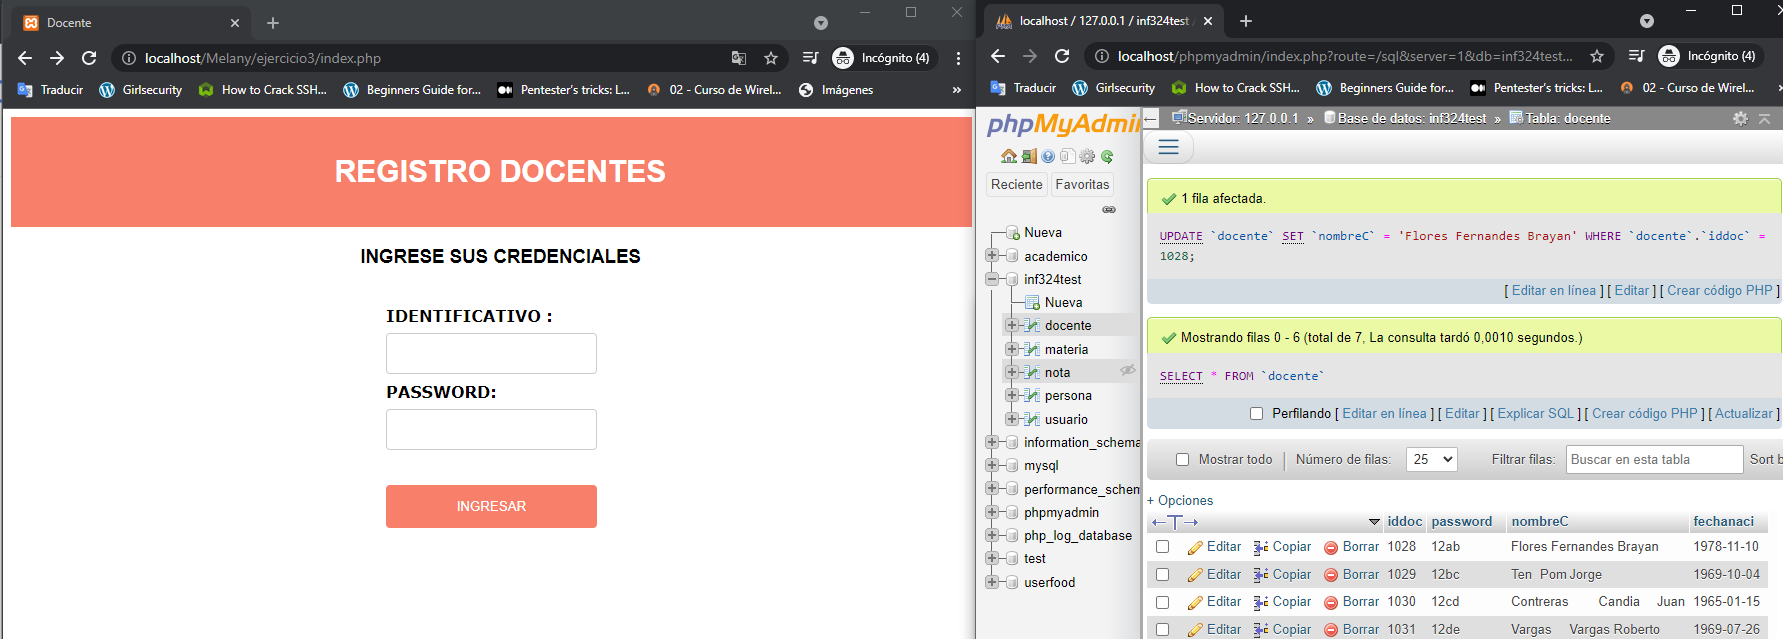 Docente
localhost/Melany/ejercicio3/index.php
Incógnito (4)
Traducir
Girlsecurity
How to Crack SSH...
Beginners Guide for...
Pentester's tricks: L...
02 - Curso de Wirel...
Imágenes
»
REGISTRO DOCENTES
INGRESE SUS CREDENCIALES
IDENTIFICATIVO :
PASSWORD:
INGRESAR
localhost / 127.0.0.1 / inf324test
localhost/phpmyadmin/index.php?route=/sql&server=1&db=inf324test...
Incógnito (4)
Traducir
Girlsecurity
How to Crack SSH...
Beginners Guide for...
Pentester's tricks: L...
02 - Curso de Wirel...
phpMyAdmin
Reciente
Favoritas
Nueva
academico
inf324test
Nueva
docente
materia
nota
persona
usuario
information_schema
mysql
performance_schem
phpmyadmin
php_log_database
test
userfood
Servidor: 127.0.0.1 » Base de datos: inf324test » Tabla: docente
1 fila afectada.
UPDATE `docente` SET `nombreC` = 'Flores Fernandes Brayan' WHERE `docente`.`iddoc` =
1028;
[ Editar en línea ] [ Editar ] [ Crear código PHP ]
Mostrando filas 0 - 6 (total de 7, La consulta tardó 0,0010 segundos.)
SELECT * FROM `docente`
Perfilando [ Editar en línea ] [ Editar ] [ Explicar SQL ] [ Crear código PHP ] [ Actualizar ]
Mostrar todo | Número de filas: 25 Filtrar filas: Buscar en esta tabla Sort b
+ Opciones
←T→ iddoc password nombreC fechanaci
Editar Copiar Borrar 1028 12ab Flores Fernandes Brayan 1978-11-10
Editar Copiar Borrar 1029 12bc Ten Pom Jorge 1969-10-04
Editar Copiar Borrar 1030 12cd Contreras Candia Juan 1965-01-15
Editar Copiar Borrar 1031 12de Vargas Vargas Roberto 1969-07-26